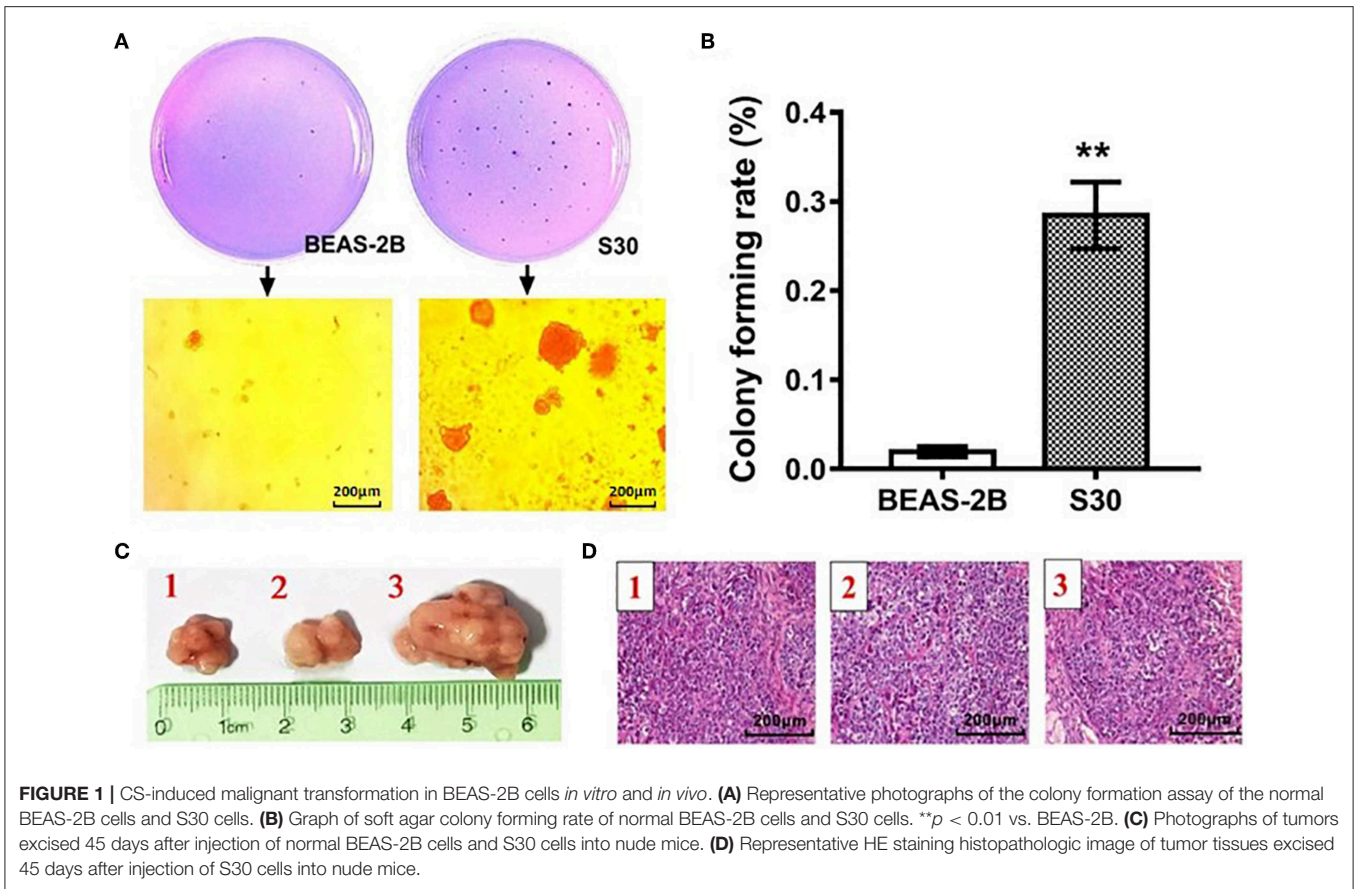 A
BEAS-2B
S30
200μm
200μm
B
Colony forming rate (%)
0.4
0.3
0.2
0.1
0.0
**
BEAS-2B
S30
C
1 2 3
0 1cm 2 3 4 5 6
D
1
2
3
200μm
200μm
200μm
FIGURE 1 | CS-induced malignant transformation in BEAS-2B cells in vitro and in vivo. (A) Representative photographs of the colony formation assay of the normal
BEAS-2B cells and S30 cells. (B) Graph of soft agar colony forming rate of normal BEAS-2B cells and S30 cells. **p < 0.01 vs. BEAS-2B. (C) Photographs of tumors
excised 45 days after injection of normal BEAS-2B cells and S30 cells into nude mice. (D) Representative HE staining histopathologic image of tumor tissues excised
45 days after injection of S30 cells into nude mice.